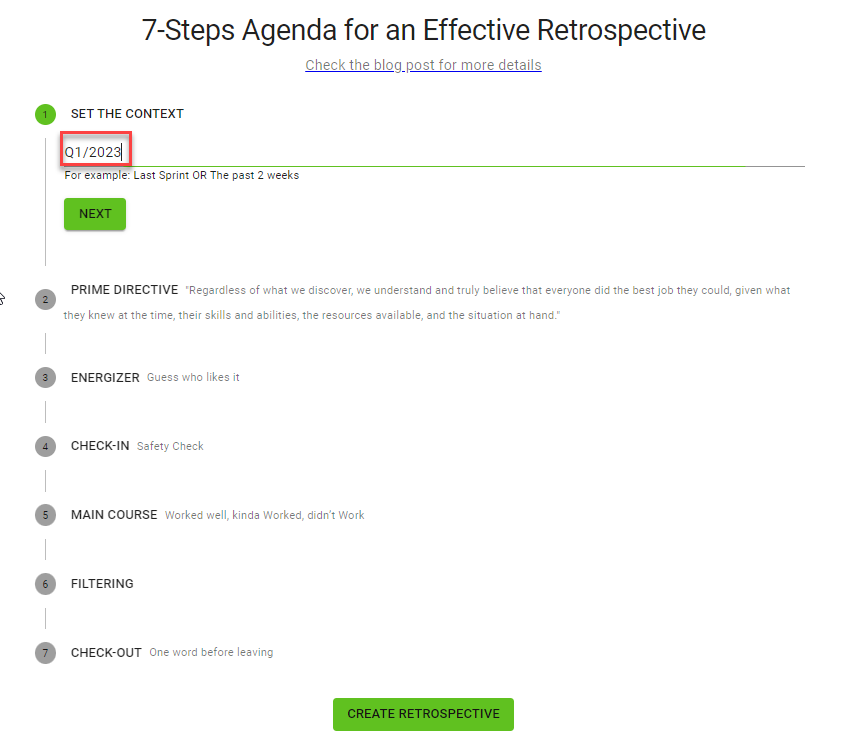 7-Steps Agenda for an Effective Retrospective
Check the blog post for more details
1 SET THE CONTEXT
Q1/2023
For example: Last Sprint OR The past 2 weeks
NEXT
2 PRIME DIRECTIVE "Regardless of what we discover, we understand and truly believe that everyone did the best job they could, given what
they knew at the time, their skills and abilities, the resources available, and the situation at hand."
3 ENERGIZER Guess who likes it
4 CHECK-IN Safety Check
5 MAIN COURSE Worked well, kinda Worked, didn't Work
6 FILTERING
7 CHECK-OUT One word before leaving
CREATE RETROSPECTIVE